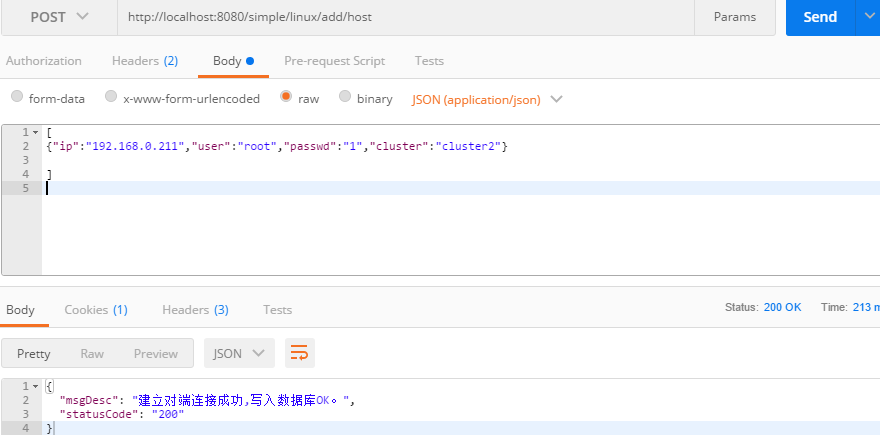 POST http://localhost:8080/simple/linux/add/host Params Send
Authorization Headers (2) Body Pre-request Script Tests
form-data x-www-form-urlencoded raw binary JSON (application/json)
1 [
2 {"ip":"192.168.0.211","user":"root","passwd":"1","cluster":"cluster2"}
3
4 ]
5
Body Cookies (1) Headers (3) Tests Status: 200 OK Time: 213 m
Pretty Raw Preview JSON
1 {
2 "msgDesc": "建立对端连接成功,写入数据库OK。",
3 "statusCode": "200"
4 }